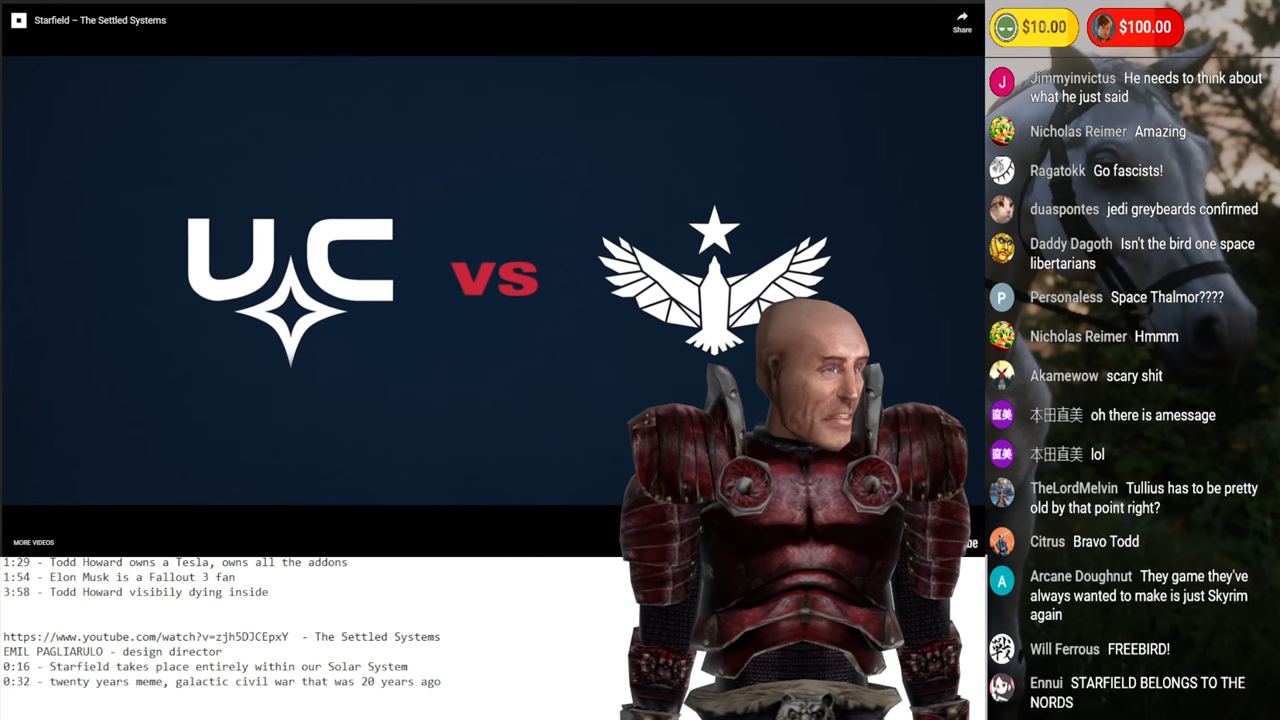 Starfield – The Settled Systems
Share
UC
VS
MORE VIDEOS
1:29 - Todd Howard owns a Tesla, owns all the addons
1:54 - Elon Musk is a Fallout 3 fan
3:58 - Todd Howard visibily dying inside
https://www.youtube.com/watch?v=zjh5DJCEpxY - The Settled Systems
EMIL PAGLIARULO - design director
0:16 - Starfield takes place entirely within our Solar System
0:32 - twenty years meme, galactic civil war that was 20 years ago
$10.00
$100.00
J
Jimmyinvictus He needs to think about
what he just said
Nicholas Reimer Amazing
Ragatokk Go fascists!
duaspontes jedi greybeards confirmed
Daddy Dagoth Isn't the bird one space
libertarians
P
Personaless Space Thalmor????
Nicholas Reimer Hmmm
Akamewow scary shit
直美
本田直美 oh there is amessage
直美
本田直美 lol
TheLordMelvin Tullius has to be pretty
old by that point right?
Citrus Bravo Todd
A
Arcane Doughnut They game they've
always wanted to make is just Skyrim
again
Will Ferrous FREEBIRD!
Ennui STARFIELD BELONGS TO THE
NORDS